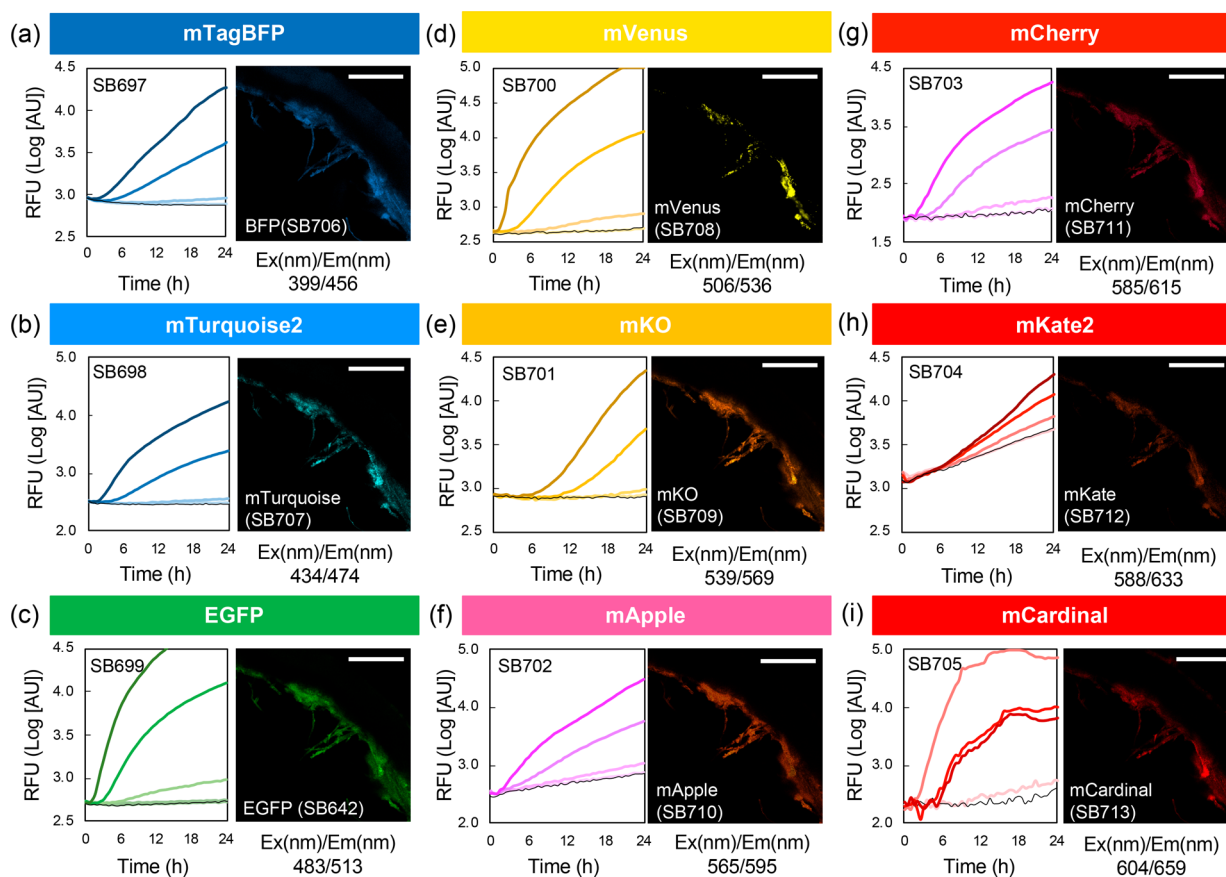 (a)
mTagBFP
RFU (Log [AU])
4.5
4.0
3.5
3.0
2.5
SB697
0 6 12 18 24
Time (h)
BFP(SB706)
Ex(nm)/Em(nm)
399/456
(b)
mTurquoise2
RFU (Log [AU])
5.0
4.0
3.0
2.0
SB698
0 6 12 18 24
Time (h)
mTurquoise
(SB707)
Ex(nm)/Em(nm)
434/474
(c)
EGFP
RFU (Log [AU])
4.5
4.0
3.5
3.0
2.5
SB699
0 6 12 18 24
Time (h)
EGFP (SB642)
Ex(nm)/Em(nm)
483/513
(d)
mVenus
RFU (Log [AU])
5.0
4.5
4.0
3.5
3.0
2.5
SB700
0 6 12 18 24
Time (h)
mVenus
(SB708)
Ex(nm)/Em(nm)
506/536
(e)
mKO
RFU (Log [AU])
4.5
4.0
3.5
3.0
2.5
SB701
0 6 12 18 24
Time (h)
mKO
(SB709)
Ex(nm)/Em(nm)
539/569
(f)
mApple
RFU (Log [AU])
5.0
4.0
3.0
2.0
SB702
0 6 12 18 24
Time (h)
mApple
(SB710)
Ex(nm)/Em(nm)
565/595
(g)
mCherry
RFU (Log [AU])
4.5
3.5
2.5
1.5
SB703
0 6 12 18 24
Time (h)
mCherry
(SB711)
Ex(nm)/Em(nm)
585/615
(h)
mKate2
RFU (Log [AU])
4.5
4.0
3.5
3.0
2.5
SB704
0 6 12 18 24
Time (h)
mKate
(SB712)
Ex(nm)/Em(nm)
588/633
(i)
mCardinal
RFU (Log [AU])
5.0
4.0
3.0
2.0
SB705
0 6 12 18 24
Time (h)
mCardinal
(SB713)
Ex(nm)/Em(nm)
604/659